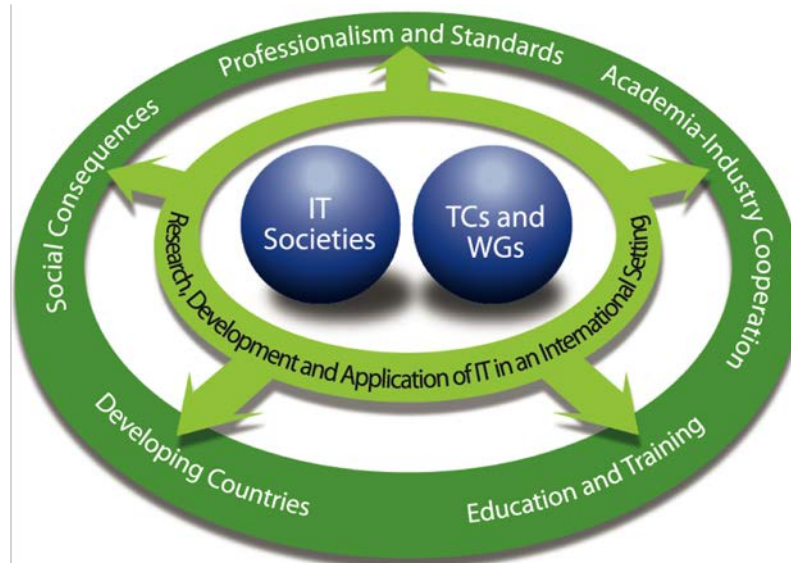 Professionalism and Standards
Academia-Industry Cooperation
Social Consequences
IT
Societies
TCs and
WGs
Research, Development and Application of IT in an International Setting
Developing Countries
Education and Training